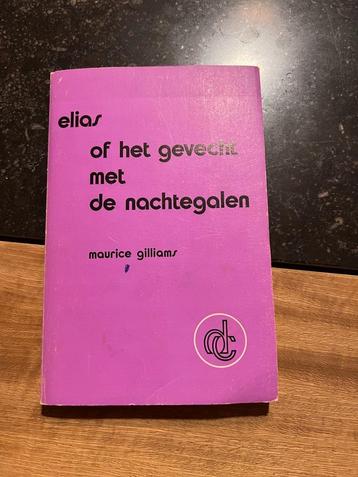 elias
of het gevecht
met
de nachtegalen
maurice gilliams